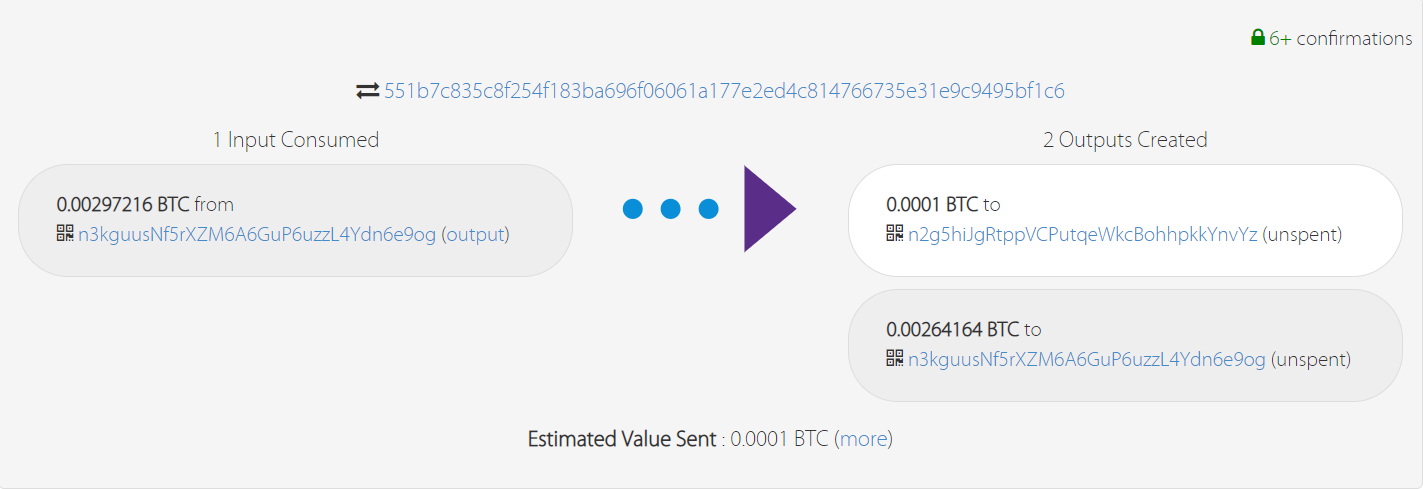 6+ confirmations
551b7c835c8f254f183ba696f06061a177e2ed4c814766735e31e9c9495bf1c6
1 Input Consumed
0.00297216 BTC from
n3kguusNf5rXZM6A6GuP6uzzL4Ydn6e9og (output)
2 Outputs Created
0.0001 BTC to
n2g5hiJgRtppVCPutqeWkcBohhpkkYnvYz (unspent)
0.00264164 BTC to
n3kguusNf5rXZM6A6GuP6uzzL4Ydn6e9og (unspent)
Estimated Value Sent : 0.0001 BTC (more)